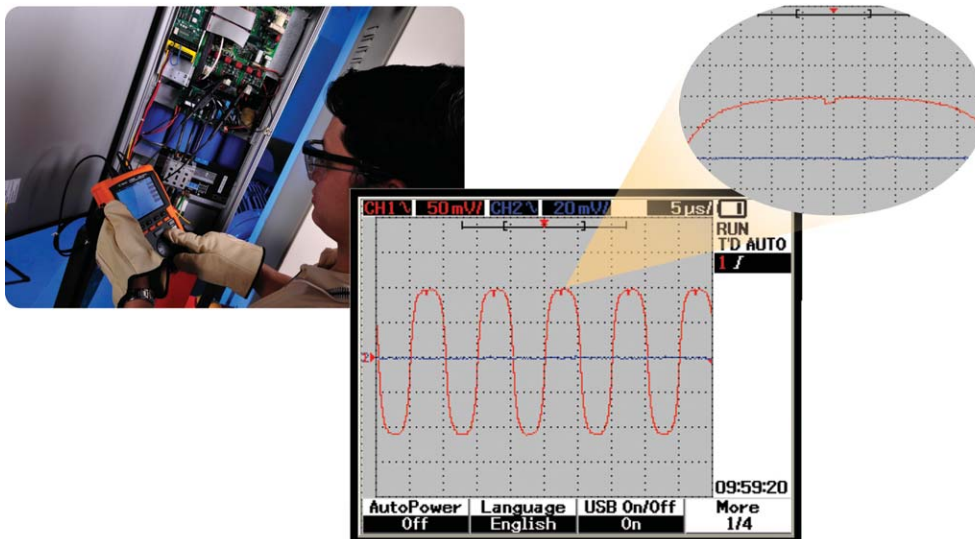 CH1 50mV/ CH2 20mV/ 5µs/
RUN
T'D AUTO
1
2
09:59:20
AutoPower Language USB On/Off More
Off English On 1/4